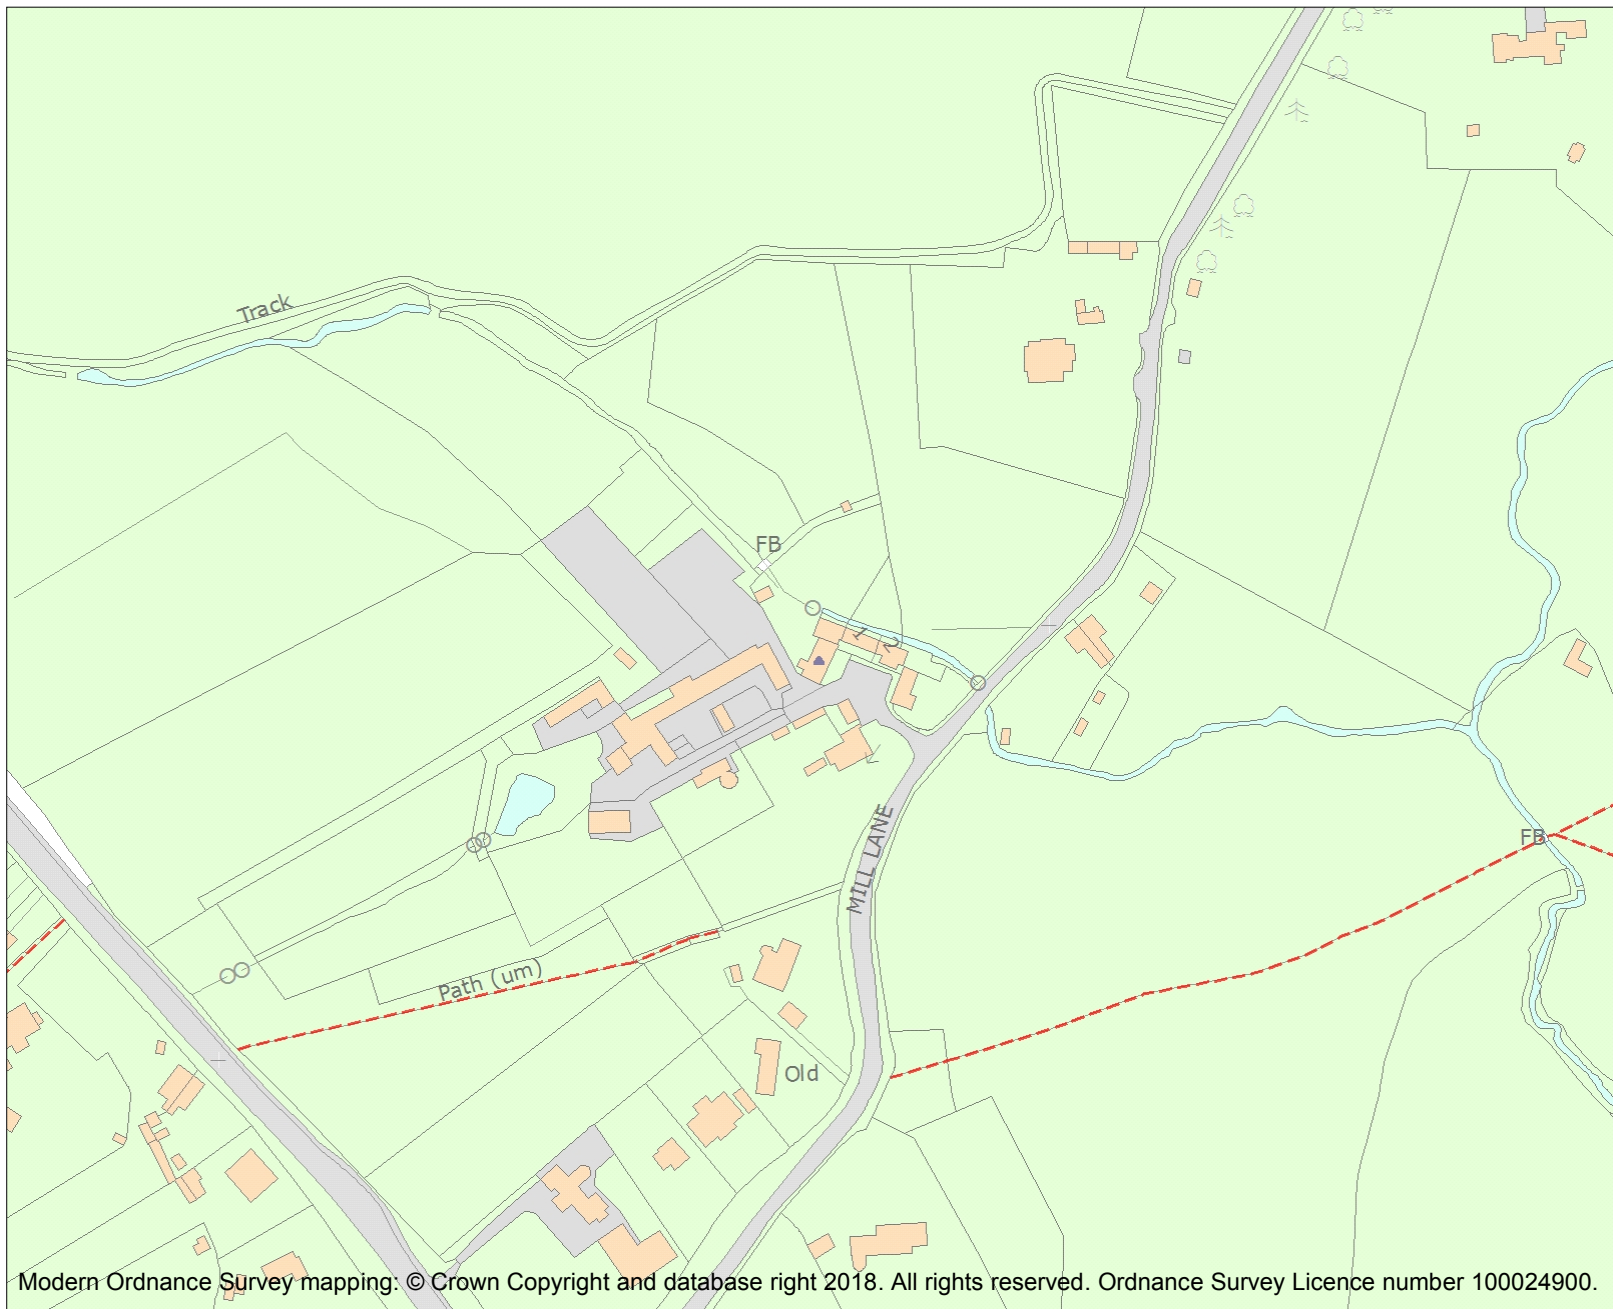 Track
FB
1
2
MILL LANE
FB
Path (um)
Old
Modern Ordnance Survey mapping: © Crown Copyright and database right 2018. All rights reserved. Ordnance Survey Licence number 100024900.